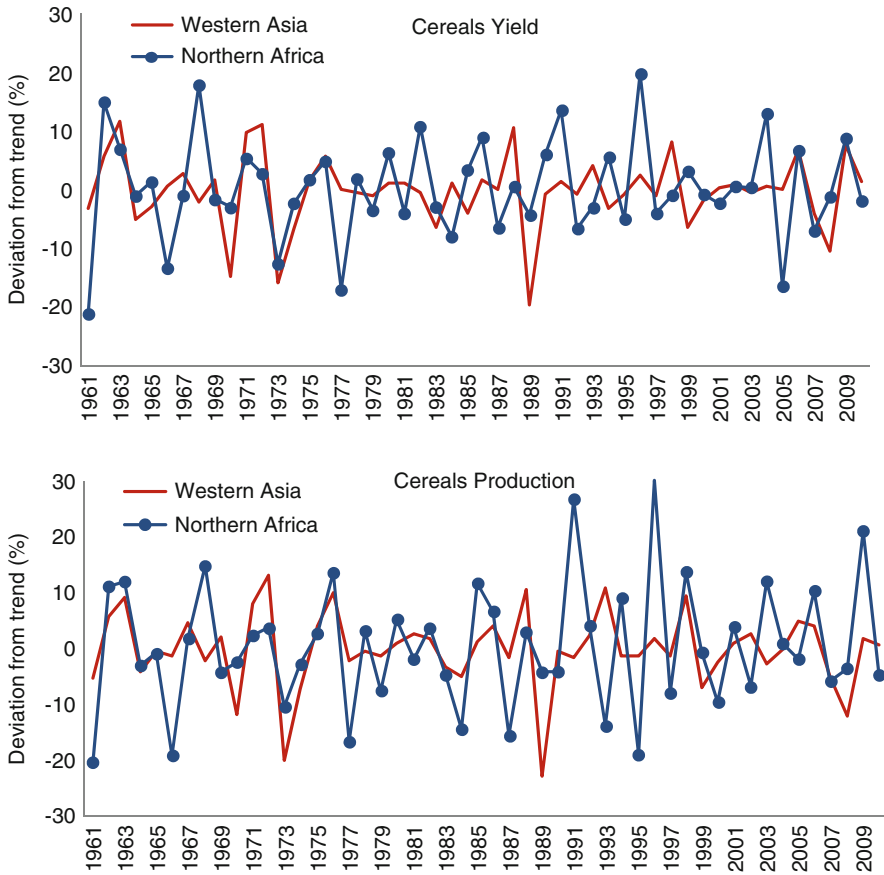 Cereals Yield
Western Asia
Northern Africa
Deviation from trend (%)
30
20
10
0
-10
-20
-30
1961 1963 1965 1967 1969 1971 1973 1975 1977 1979 1981 1983 1985 1987 1989 1991 1993 1995 1997 1999 2001 2003 2005 2007 2009
Cereals Production
Western Asia
Northern Africa
Deviation from trend (%)
30
20
10
0
-10
-20
-30
1961 1963 1965 1967 1969 1971 1973 1975 1977 1979 1981 1983 1985 1987 1989 1991 1993 1995 1997 1999 2001 2003 2005 2007 2009